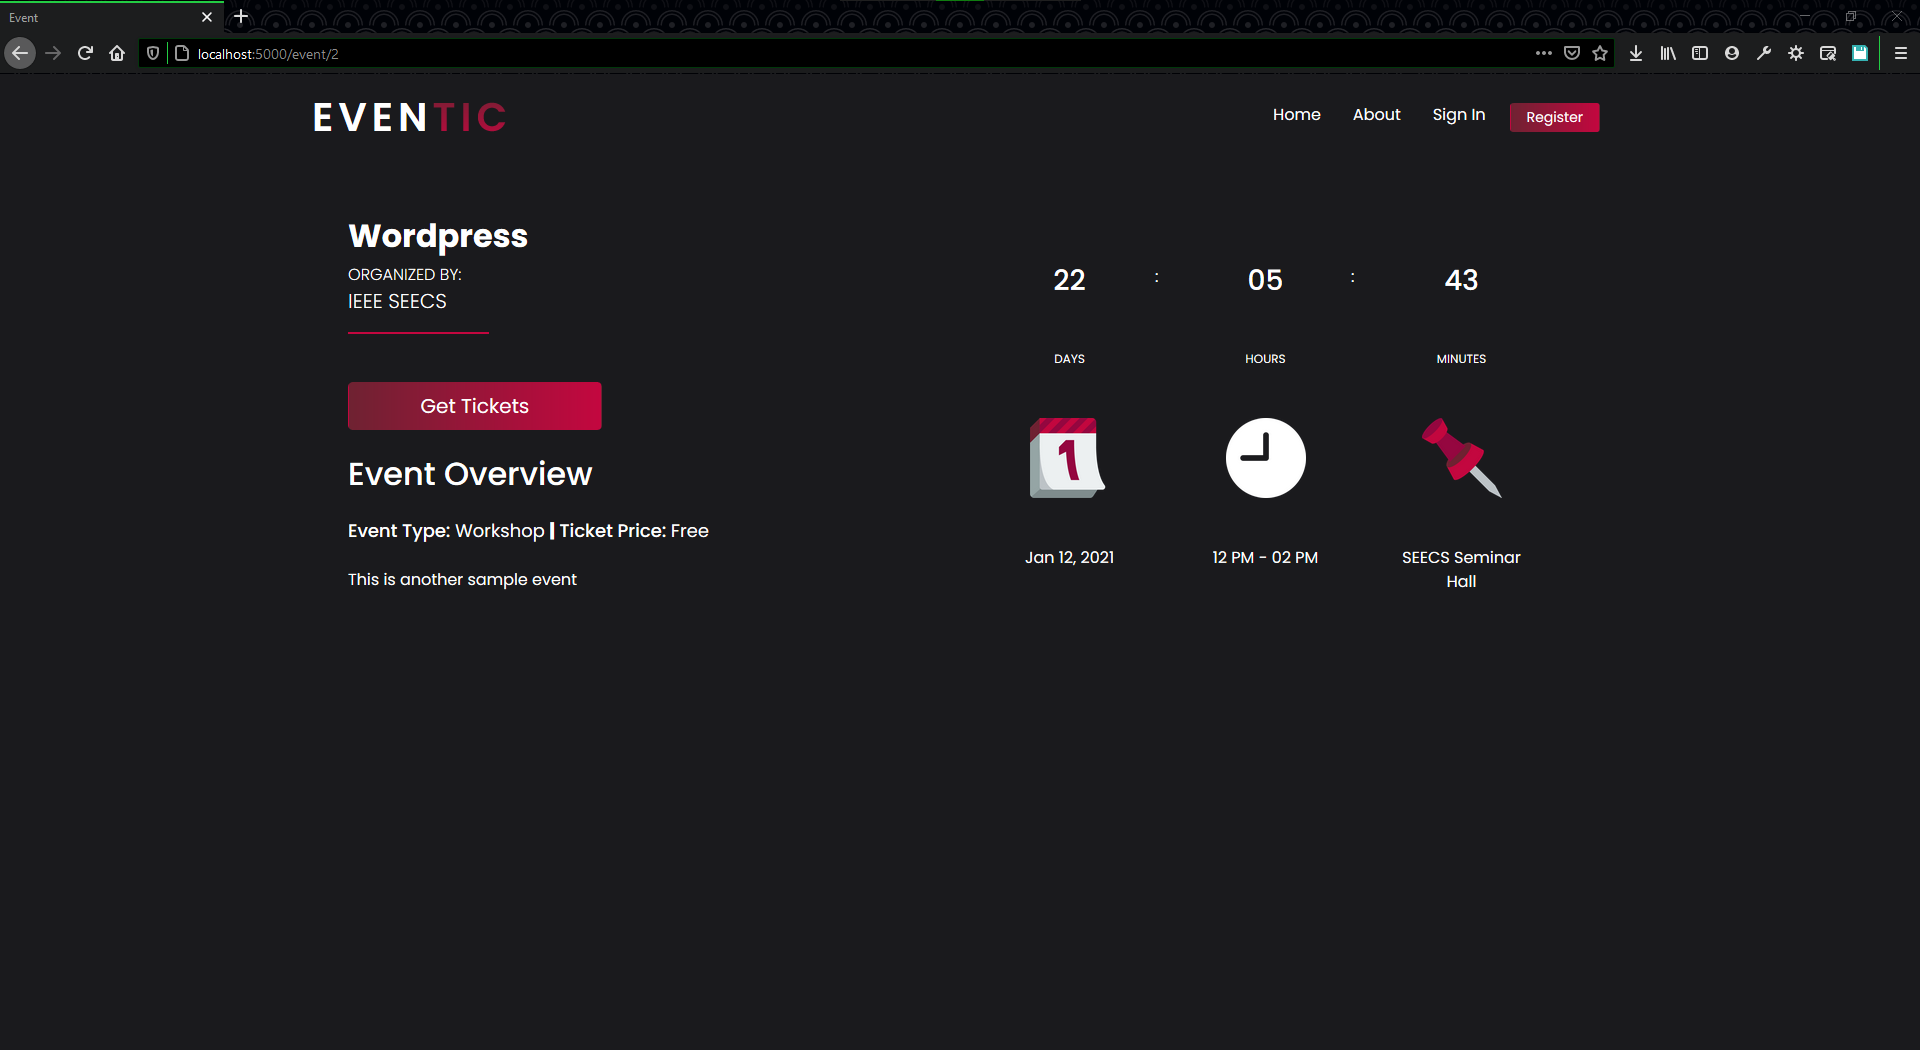 Event
localhost:5000/event/2
EVENTIC
Home About Sign In Register
Wordpress
ORGANIZED BY:
IEEE SEECS
Get Tickets
Event Overview
Event Type: Workshop | Ticket Price: Free
This is another sample event
22 : 05 : 43
DAYS HOURS MINUTES
1
Jan 12, 2021
12 PM - 02 PM
SEECS Seminar
Hall